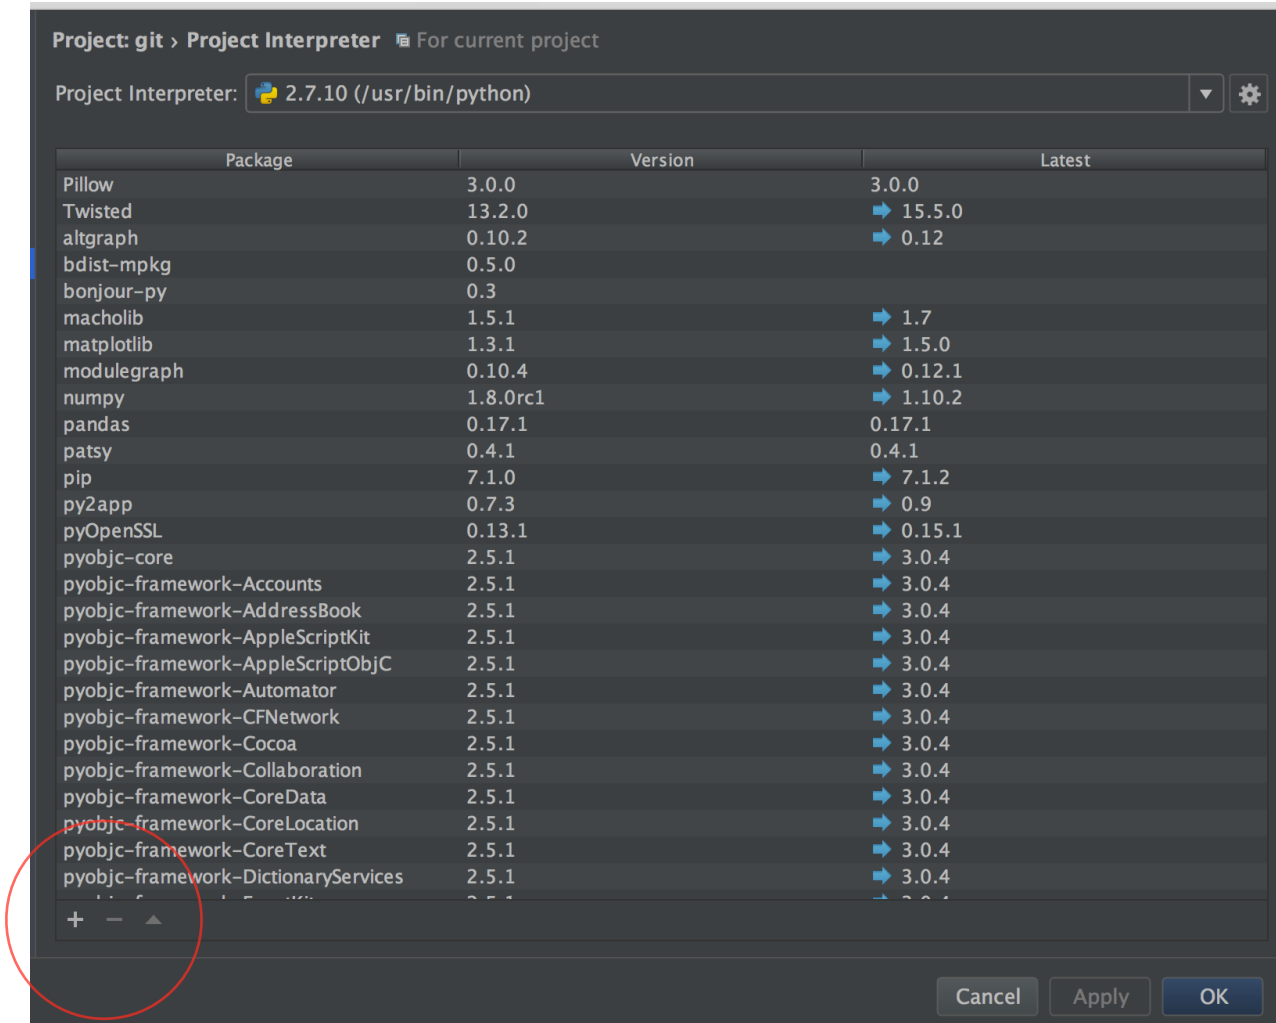 Project: git › Project Interpreter For current project
Project Interpreter: 2.7.10 (/usr/bin/python)
Package Version Latest
Pillow 3.0.0 3.0.0
Twisted 13.2.0 15.5.0
altgraph 0.10.2 0.12
bdist-mpkg 0.5.0
bonjour-py 0.3
macholib 1.5.1 1.7
matplotlib 1.3.1 1.5.0
modulegraph 0.10.4 0.12.1
numpy 1.8.0rc1 1.10.2
pandas 0.17.1 0.17.1
patsy 0.4.1 0.4.1
pip 7.1.0 7.1.2
py2app 0.7.3 0.9
pyOpenSSL 0.13.1 0.15.1
pyobjc-core 2.5.1 3.0.4
pyobjc-framework-Accounts 2.5.1 3.0.4
pyobjc-framework-AddressBook 2.5.1 3.0.4
pyobjc-framework-AppleScriptKit 2.5.1 3.0.4
pyobjc-framework-AppleScriptObjC 2.5.1 3.0.4
pyobjc-framework-Automator 2.5.1 3.0.4
pyobjc-framework-CFNetwork 2.5.1 3.0.4
pyobjc-framework-Cocoa 2.5.1 3.0.4
pyobjc-framework-Collaboration 2.5.1 3.0.4
pyobjc-framework-CoreData 2.5.1 3.0.4
pyobjc-framework-CoreLocation 2.5.1 3.0.4
pyobjc-framework-CoreText 2.5.1 3.0.4
pyobjc-framework-DictionaryServices 2.5.1 3.0.4
Cancel Apply OK